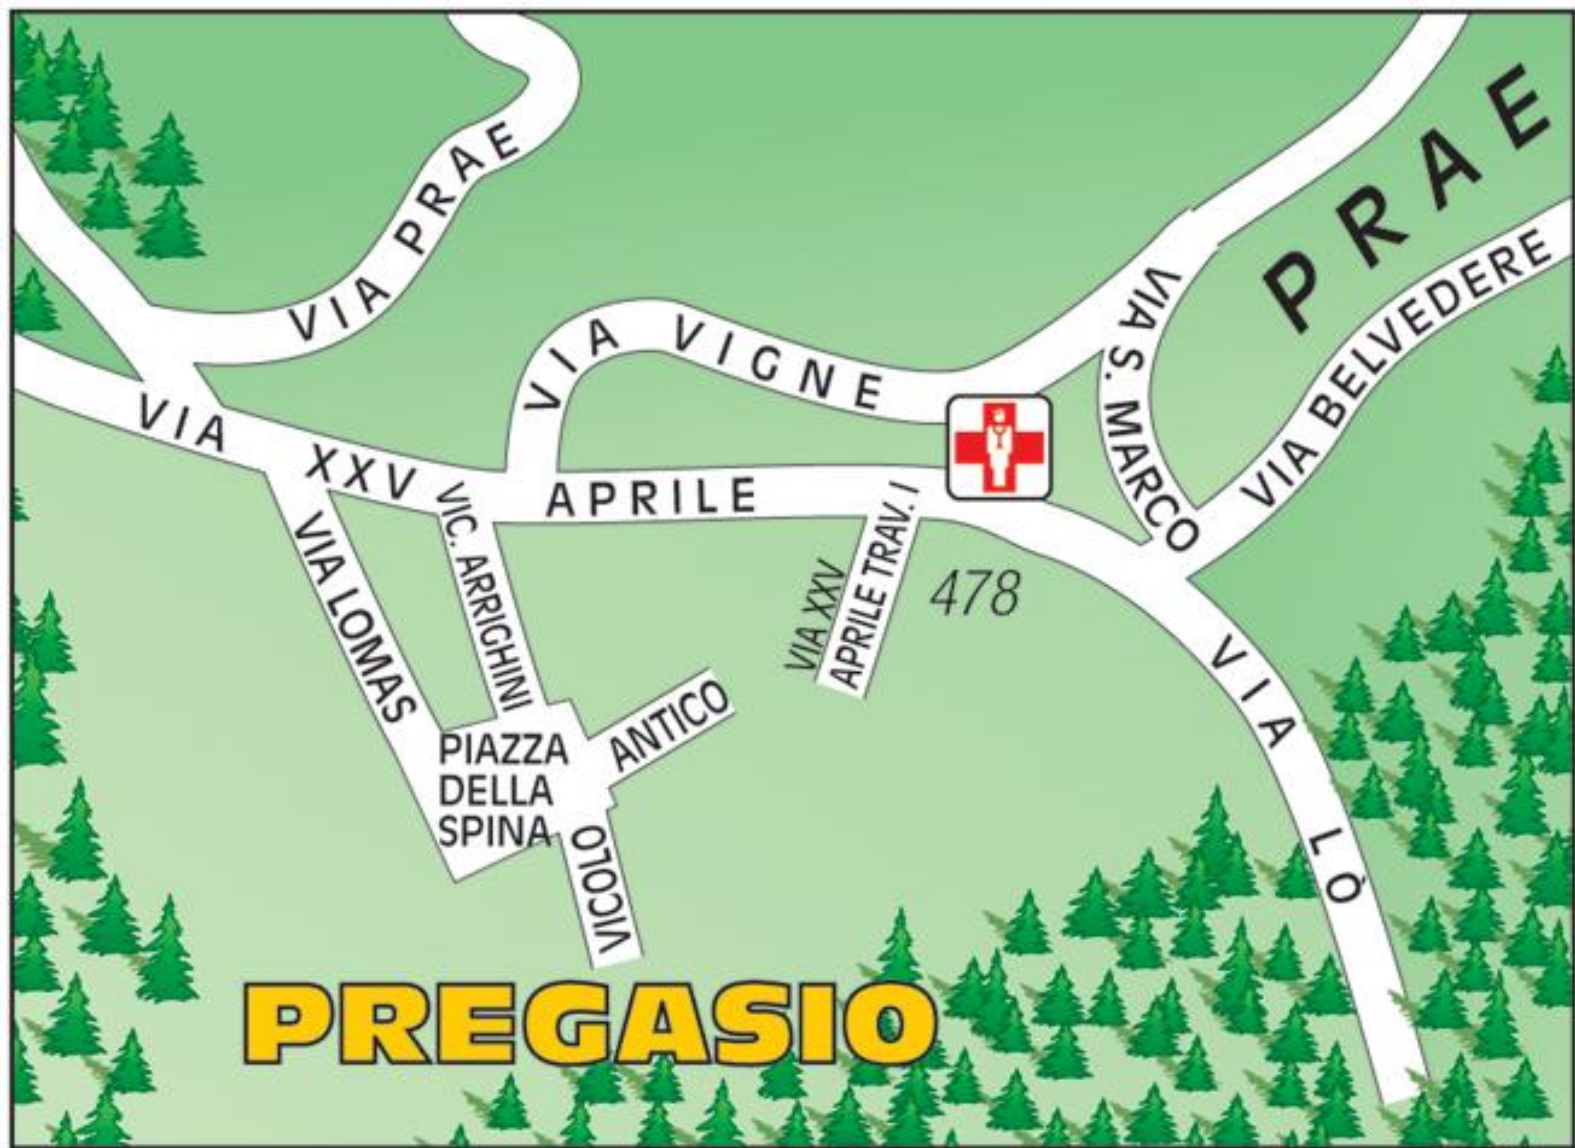 VIA PRAE
PRAE
VIA S. MARCO
VIA BELVEDERE
VIA VIGNE
VIA XXV APRILE
VIC. ARRIGHINI
VIA LOMAS
VIA XXV
APRILE TRAV. I
478
VIA LÒ
PIAZZA
DELLA
SPINA
VICOLO ANTICO
PREGASIO